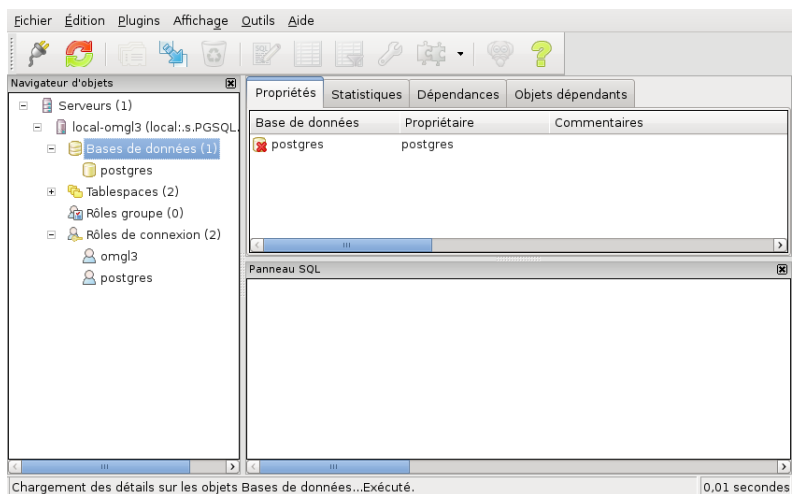 Fichier Édition Plugins Affichage Outils Aide
Navigateur d'objets
Serveurs (1)
local-omgl3 (local:.s.PGSQL.
Bases de données (1)
postgres
Tablespaces (2)
Rôles groupe (0)
Rôles de connexion (2)
omgl3
postgres
Propriétés Statistiques Dépendances Objets dépendants
Base de données Propriétaire Commentaires
postgres postgres
Panneau SQL
Chargement des détails sur les objets Bases de données...Exécuté. 0,01 secondes